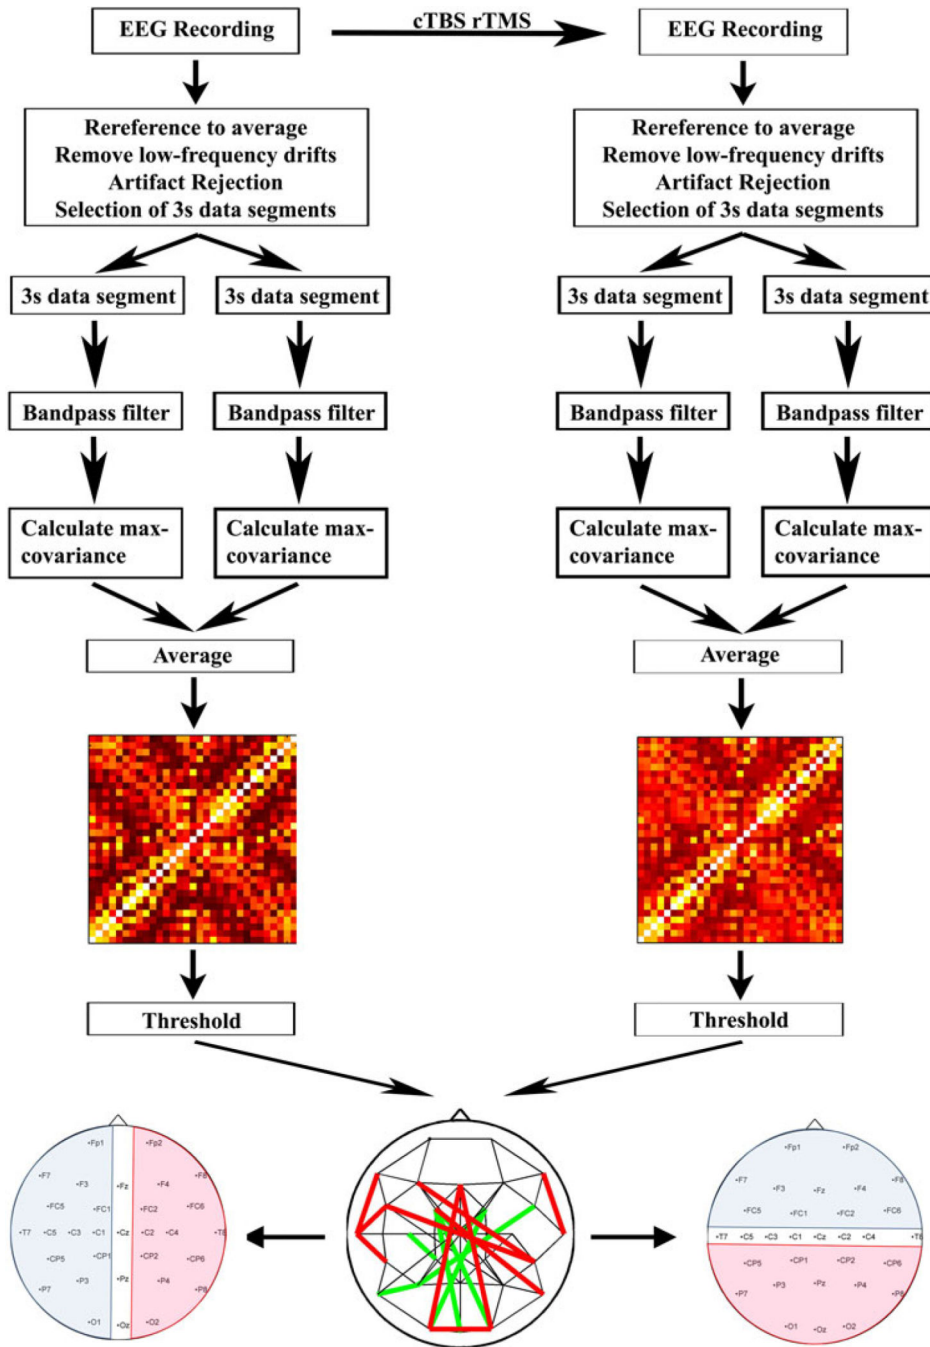 EEG Recording
cTBS rTMS
EEG Recording
Rereference to average
Remove low-frequency drifts
Artifact Rejection
Selection of 3s data segments
Rereference to average
Remove low-frequency drifts
Artifact Rejection
Selection of 3s data segments
3s data segment
3s data segment
3s data segment
3s data segment
Bandpass filter
Bandpass filter
Bandpass filter
Bandpass filter
Calculate max-
covariance
Calculate max-
covariance
Calculate max-
covariance
Calculate max-
covariance
Average
Average
Threshold
Threshold
Fp1 Fp2
F7 F3 Fz F4 F8
FC5 FC1 FC2 FC6
T7 C5 C3 C1 Cz C2 C4 T8
CP5 CP1 CP2 CP6
P7 P3 Pz P4 P8
O1 Oz O2
Fp1 Fp2
F7 F3 Fz F4 F8
FC5 FC1 FC2 FC6
T7 C5 C3 C1 Cz C2 C4 T8
CP5 CP1 CP2 CP6
P7 P3 Pz P4 P8
O1 Oz O2